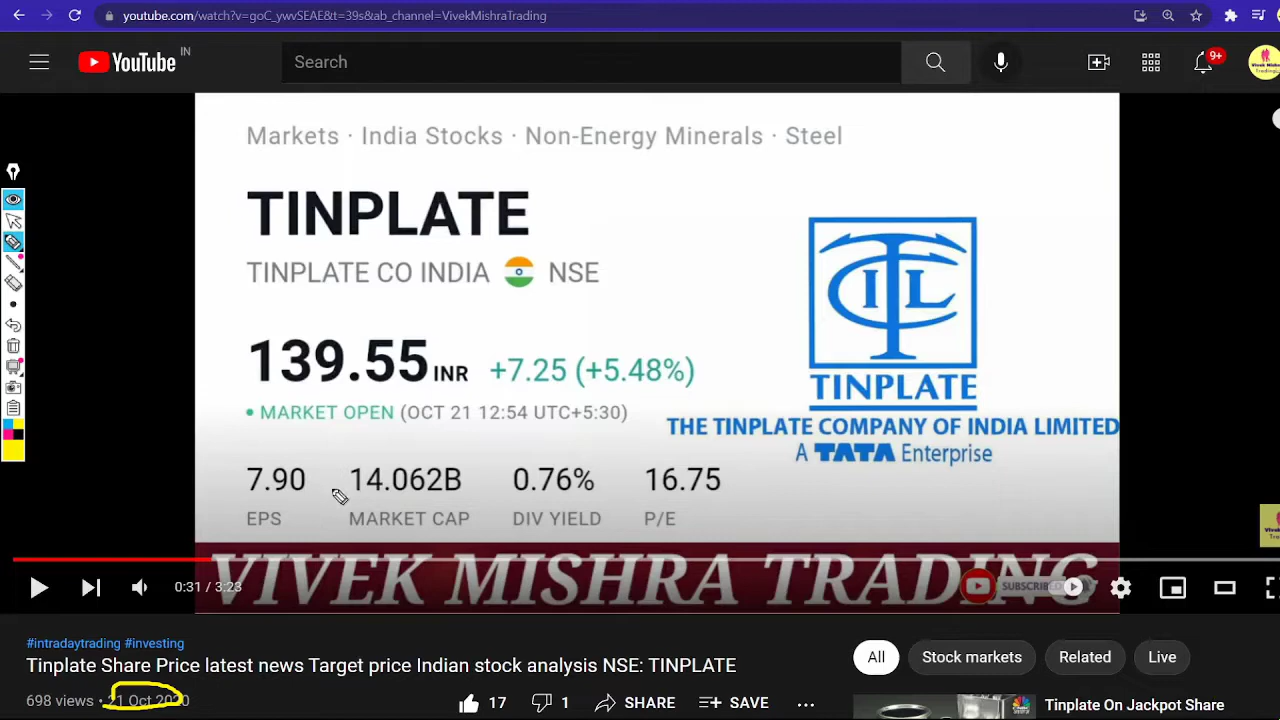 youtube.com/watch?v=goC_ywvSEAE&t=39s&ab_channel=VivekMishraTrading
YouTube IN
Search
9+
Markets · India Stocks · Non-Energy Minerals · Steel
TINPLATE
TINPLATE CO INDIA NSE
139.55 INR +7.25 (+5.48%)
• MARKET OPEN (OCT 21 12:54 UTC+5:30)
7.90 14.062B 0.76% 16.75
EPS MARKET CAP DIV YIELD P/E
TCIL
TINPLATE
THE TINPLATE COMPANY OF INDIA LIMITED
A TATA Enterprise
VIVEK MISHRA TRADING
SUBSCRIBED
0:31 / 3:23
#intradaytrading #investing
Tinplate Share Price latest news Target price Indian stock analysis NSE: TINPLATE
698 views • 21 Oct 2020
17 1 SHARE SAVE ...
All Stock markets Related Live
Tinplate On Jackpot Share